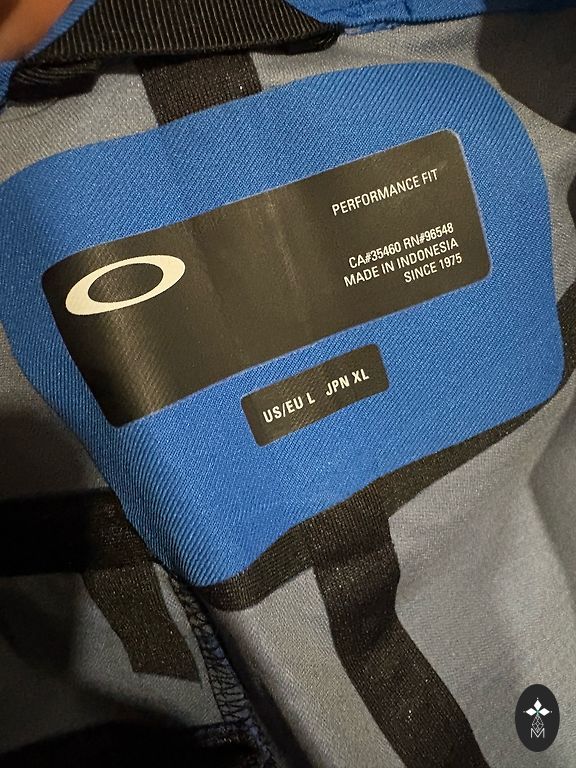 PERFORMANCE FIT
CA#35460 RN#96548
MADE IN INDONESIA
SINCE 1975
US/EU L JPN XL
M